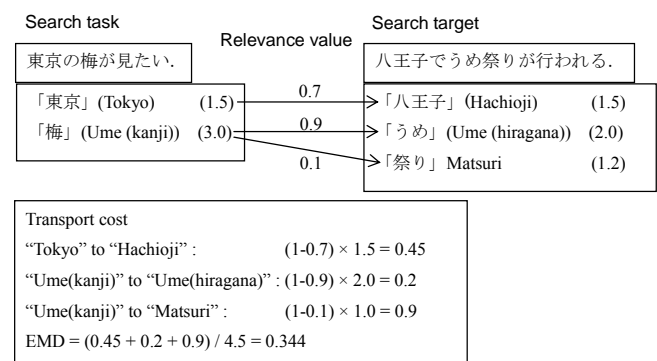 Search task
Search target
Relevance value
東京の梅が見たい.
八王子でうめ祭りが行われる.
「東京」(Tokyo) (1.5)
0.7
「八王子」(Hachioji) (1.5)
「梅」(Ume (kanji)) (3.0)
0.9
「うめ」(Ume (hiragana)) (2.0)
0.1
「祭り」Matsuri (1.2)
Transport cost
“Tokyo” to “Hachioji” : (1-0.7) × 1.5 = 0.45
“Ume(kanji)” to “Ume(hiragana)” : (1-0.9) × 2.0 = 0.2
“Ume(kanji)” to “Matsuri” : (1-0.1) × 1.0 = 0.9
EMD = (0.45 + 0.2 + 0.9) / 4.5 = 0.344